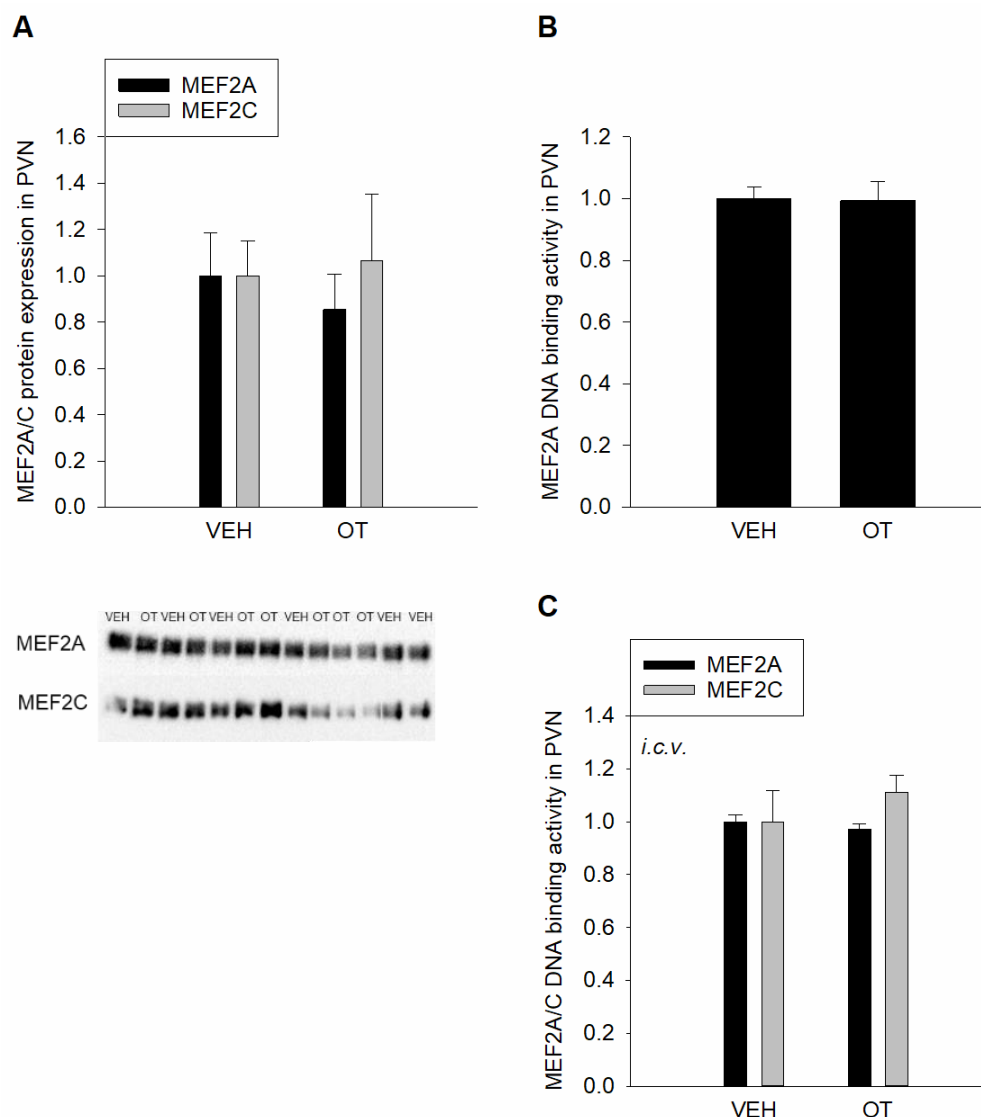 A
MEF2A
MEF2C
MEF2A/C protein expression in PVN
1.6
1.4
1.2
1.0
0.8
0.6
0.4
0.2
0.0
VEH OT
VEH OT VEH OT VEH OT OT VEH OT OT OT VEH VEH
MEF2A
MEF2C
B
MEF2A DNA binding activity in PVN
1.2
1.0
0.8
0.6
0.4
0.2
0.0
VEH OT
C
MEF2A
MEF2C
i.c.v.
MEF2A/C DNA binding activity in PVN
1.4
1.2
1.0
0.8
0.6
0.4
0.2
0.0
VEH OT